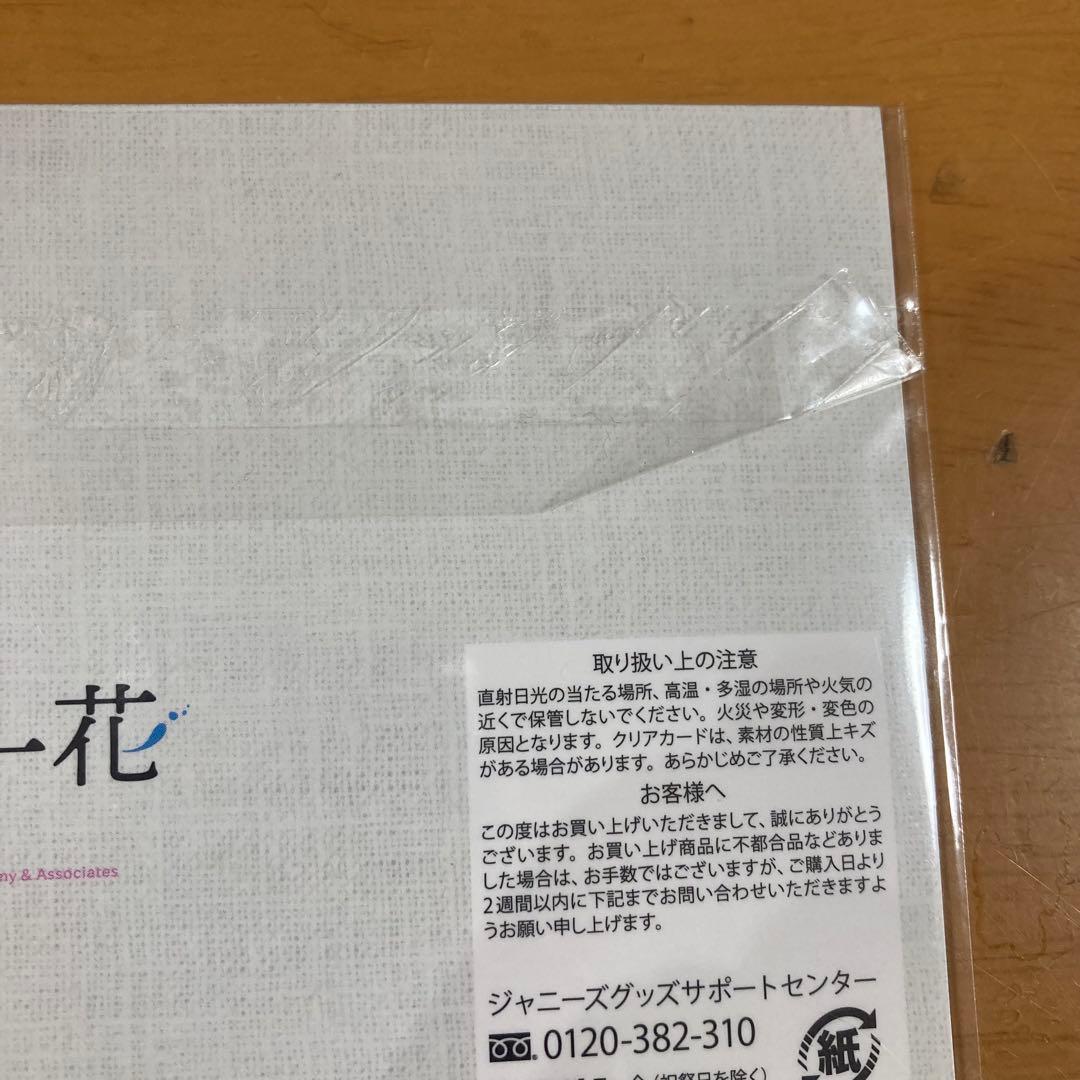 一花
ny & Associates
取り扱い上の注意
直射日光の当たる場所、高温・多湿の場所や火気の
近くで保管しないでください。火災や変形・変色の
原因となります。クリアカードは、素材の性質上キズ
がある場合があります。あらかじめご了承ください。
お客様へ
この度はお買い上げいただきまして、誠にありがとう
ございます。お買い上げ商品に不都合品などありま
した場合は、お手数ではございますが、ご購入日より
2週間以内に下記までお問い合わせいただきますよ
うお願い申し上げます。
ジャニーズグッズサポートセンター
0120-382-310
紙
(祝祭日を除く)